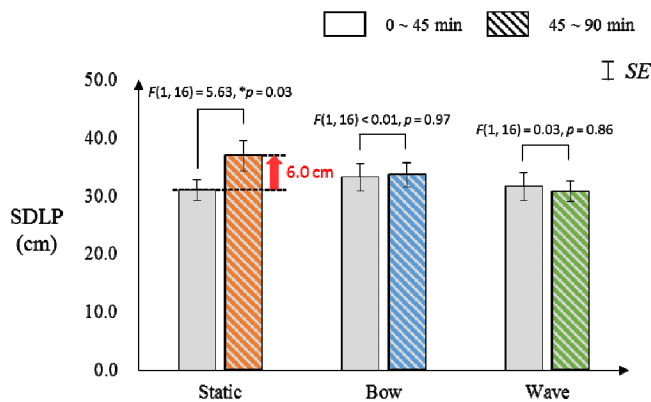 0 ~ 45 min 45 ~ 90 min
SE
50.0
40.0
30.0
20.0
10.0
0.0
SDLP
(cm)
F(1, 16) = 5.63, *p = 0.03
6.0 cm
F(1, 16) < 0.01, p = 0.97
F(1, 16) = 0.03, p = 0.86
Static Bow Wave